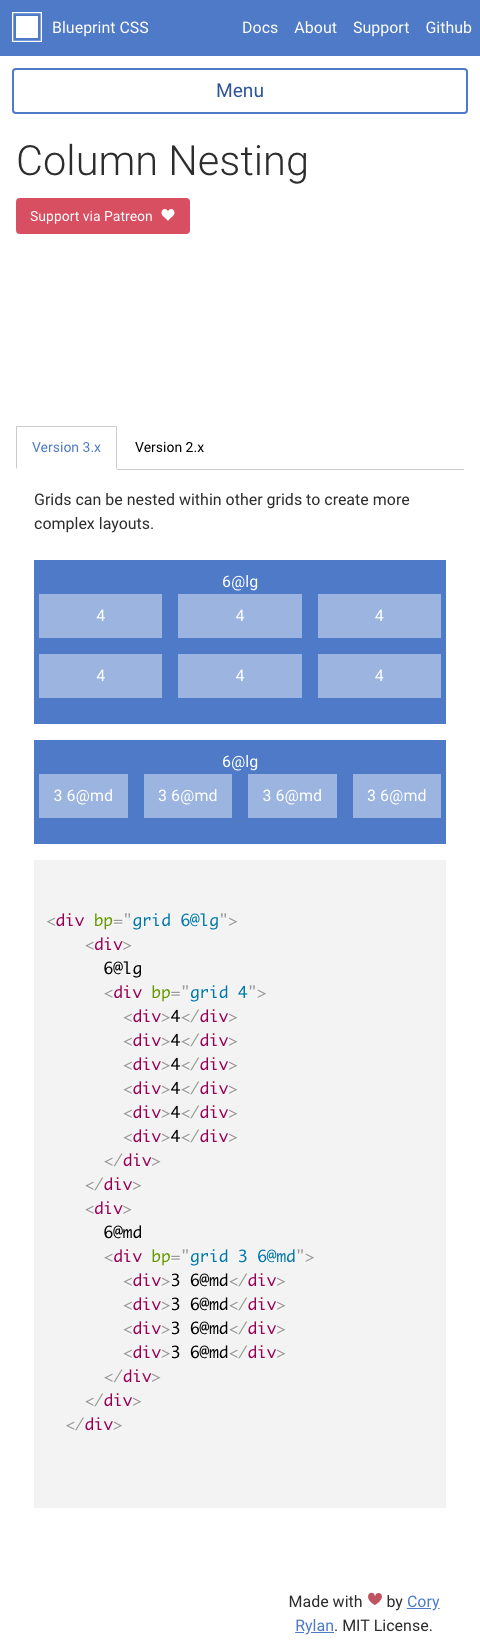 Blueprint CSS Docs About Support Github
Menu
Column Nesting
Support via Patreon
Version 3.x Version 2.x
Grids can be nested within other grids to create more
complex layouts.
6@lg
4 4 4
4 4 4
6@lg
3 6@md 3 6@md 3 6@md 3 6@md
<div bp="grid 6@lg">
    <div>
      6@lg
      <div bp="grid 4">
        <div>4</div>
        <div>4</div>
        <div>4</div>
        <div>4</div>
        <div>4</div>
        <div>4</div>
      </div>
    </div>
    <div>
      6@md
      <div bp="grid 3 6@md">
        <div>3 6@md</div>
        <div>3 6@md</div>
        <div>3 6@md</div>
        <div>3 6@md</div>
      </div>
    </div>
  </div>
Made with ♥ by Cory
Rylan. MIT License.